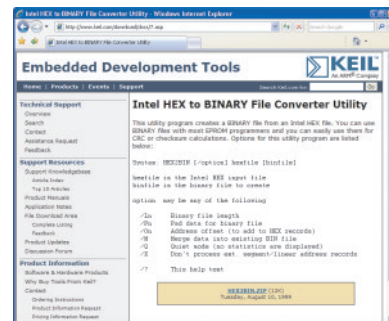 Intel HEX to BINARY File Converter Utility - Windows Internet Explorer
Intel HEX to BINARY File Converter Utility
Embedded Development Tools
KEIL
An ARM Company
Home | Products | Events | Support
Search Keil.com for:
Technical Support
Overview
Search
Contact
Assistance Request
Feedback
Support Resources
Support Knowledgebase
Article Index
Top 10 Articles
Product Manuals
Application Notes
File Download Area
Complete Listing
Feedback
Product Updates
Discussion Forum
Product Information
Software & Hardware Products
Why Buy Tools From Keil?
Contact
Ordering Instructions
Product Information Request
Pricing Information Request
Intel HEX to BINARY File Converter Utility
This utility program creates a BINARY file from an Intel HEX file. You can use
BINARY files with most EPROM programmers and you can easily use them for
CRC or checksum calculations. Options for this utility program are listed
below:
Syntax HEX2BIN [/option] hexfile [binfile]
hexfile is the Intel HEX input file
binfile is the binary file to create
option may be any of the following
/Ln Binary file length
/Pn Pad data for binary file
/On Address offset (to add to HEX records)
/M Merge data into existing BIN file
/Q Quiet mode (no statistics are displayed)
/X Don't process ext. segment/linear address records
/? This help text
HEX2BIN.ZIP (12K)
Tuesday, August 10, 1999